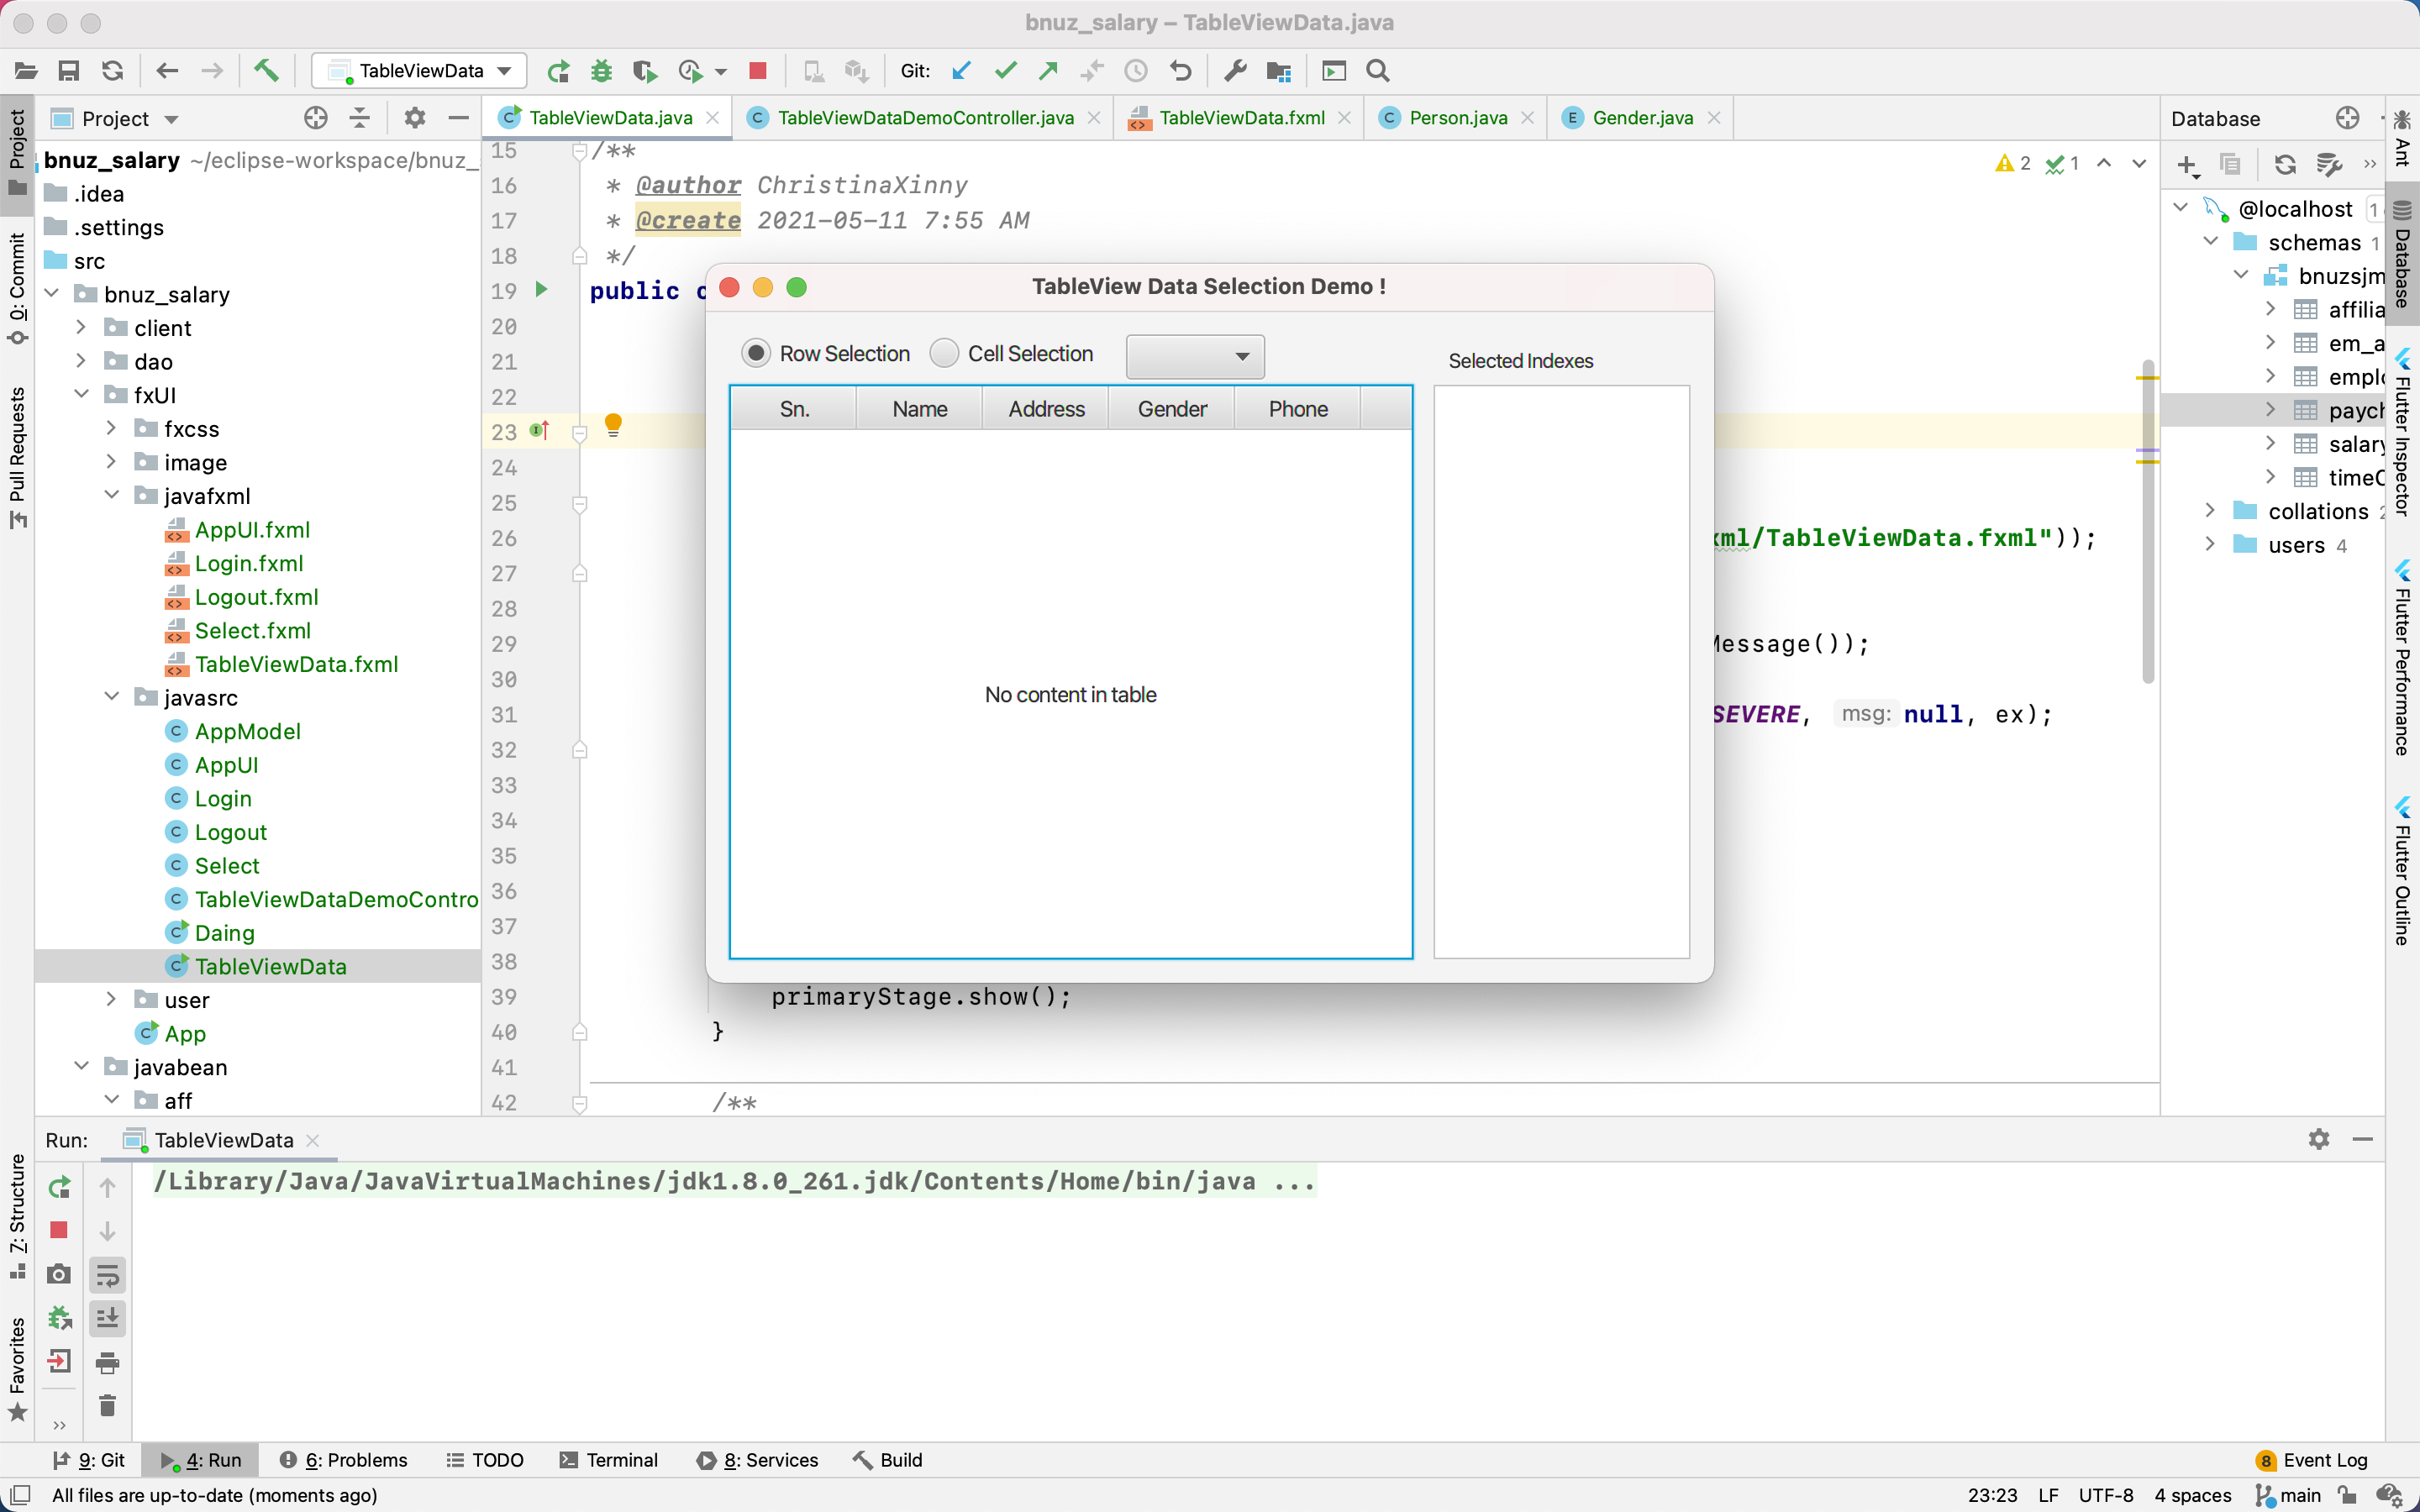 bnuz_salary – TableViewData.java
TableViewData
Git:
Project
TableViewData.java
TableViewDataDemoController.java
TableViewData.fxml
Person.java
Gender.java
Database
bnuz_salary ~/eclipse-workspace/bnuz_
.idea
.settings
src
bnuz_salary
client
dao
fxUI
fxcss
image
javafxml
AppUI.fxml
Login.fxml
Logout.fxml
Select.fxml
TableViewData.fxml
javasrc
AppModel
AppUI
Login
Logout
Select
TableViewDataDemoContro
Daing
TableViewData
user
App
javabean
aff
15 /**
16 * @author ChristinaXinny
17 * @create 2021-05-11 7:55 AM
18 */
19 public c
20
21
22
23
24
25
26 xml/TableViewData.fxml"));
27
28
29 Message());
30
31 SEVERE, msg: null, ex);
32
33
34
35
36
37
38
39 primaryStage.show();
40 }
41
42 /**
2 1
TableView Data Selection Demo !
Row Selection Cell Selection
Selected Indexes
Sn. Name Address Gender Phone
No content in table
@localhost 1
schemas 1
bnuzsjm
affilia
em_a
emplo
paych
salary
timeC
collations 2
users 4
Project
0: Commit
Pull Requests
Z: Structure
Favorites
Ant
Database
Flutter Inspector
Flutter Performance
Flutter Outline
Run: TableViewData
/Library/Java/JavaVirtualMachines/jdk1.8.0_261.jdk/Contents/Home/bin/java ...
9: Git 4: Run 6: Problems TODO Terminal 8: Services Build 8 Event Log
All files are up-to-date (moments ago) 23:23 LF UTF-8 4 spaces main